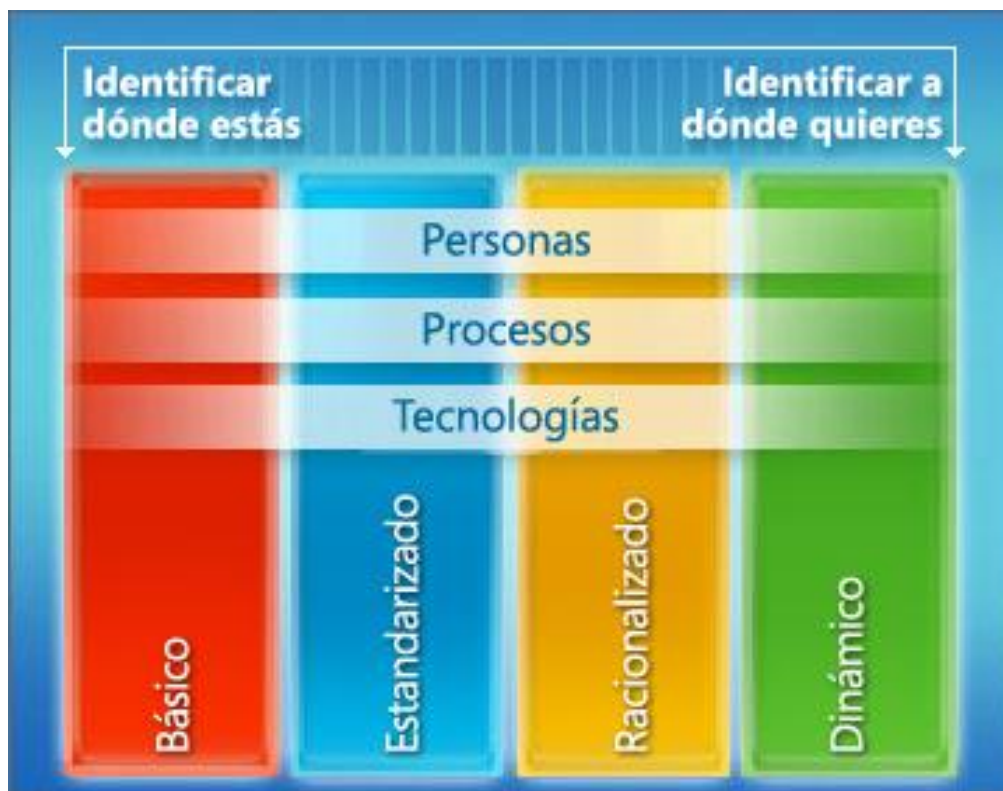 Identificar
dónde estás
Identificar a
dónde quieres
Personas
Procesos
Tecnologías
Básico
Estandarizado
Racionalizado
Dinámico